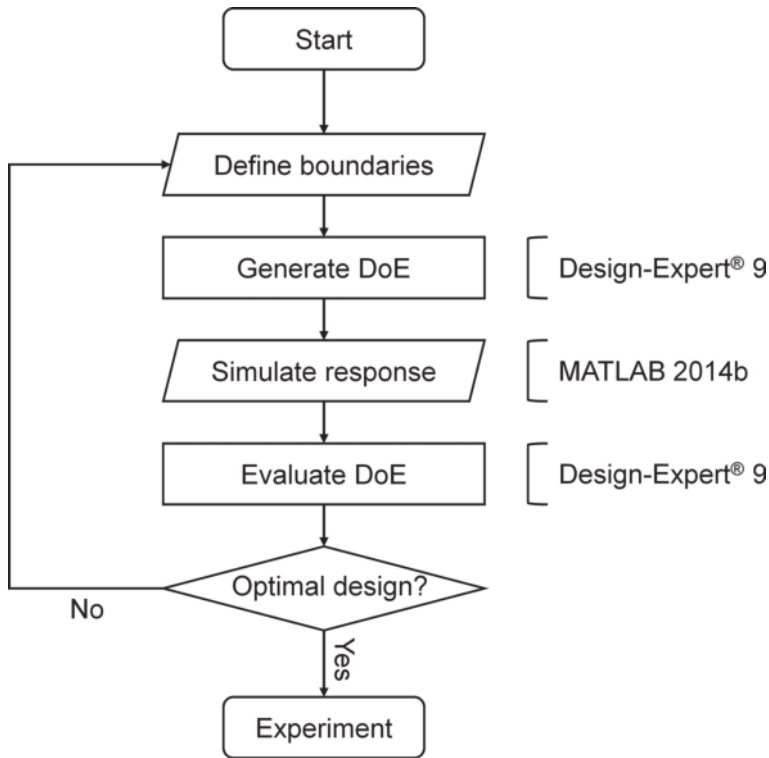 Start
Define boundaries
Generate DoE
Design-Expert® 9
Simulate response
MATLAB 2014b
Evaluate DoE
Design-Expert® 9
Optimal design?
No
Yes
Experiment